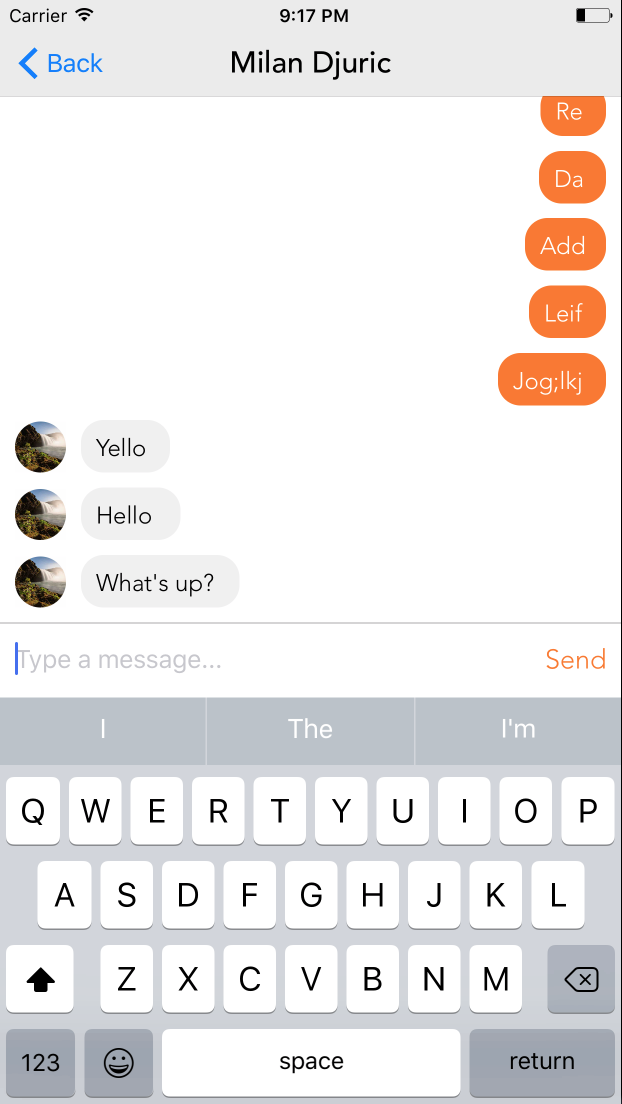 Carrier 9:17 PM
Back Milan Djuric
Re
Da
Add
Leif
Jog;lkj
Yello
Hello
What's up?
Type a message... Send
I The I'm
Q W E R T Y U I O P
A S D F G H J K L
Z X C V B N M
123 space return